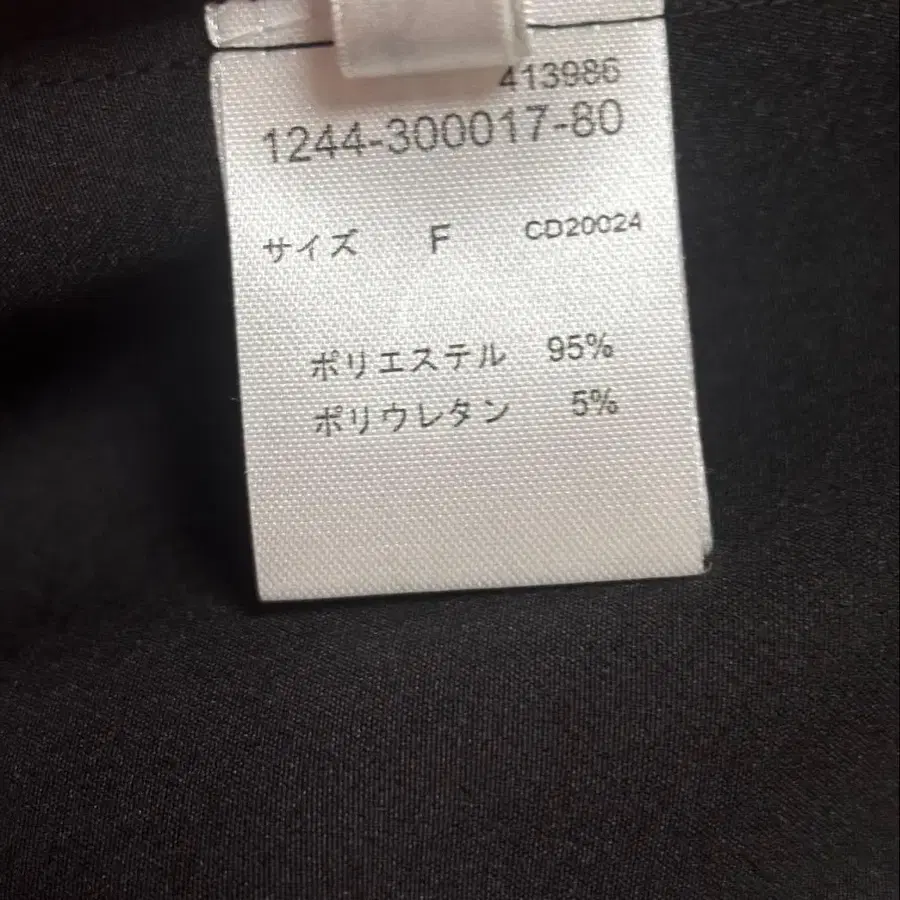 413986
1244-300017-80
サイズ F CD20024
ポリエステル 95%
ポリウレタン 5%